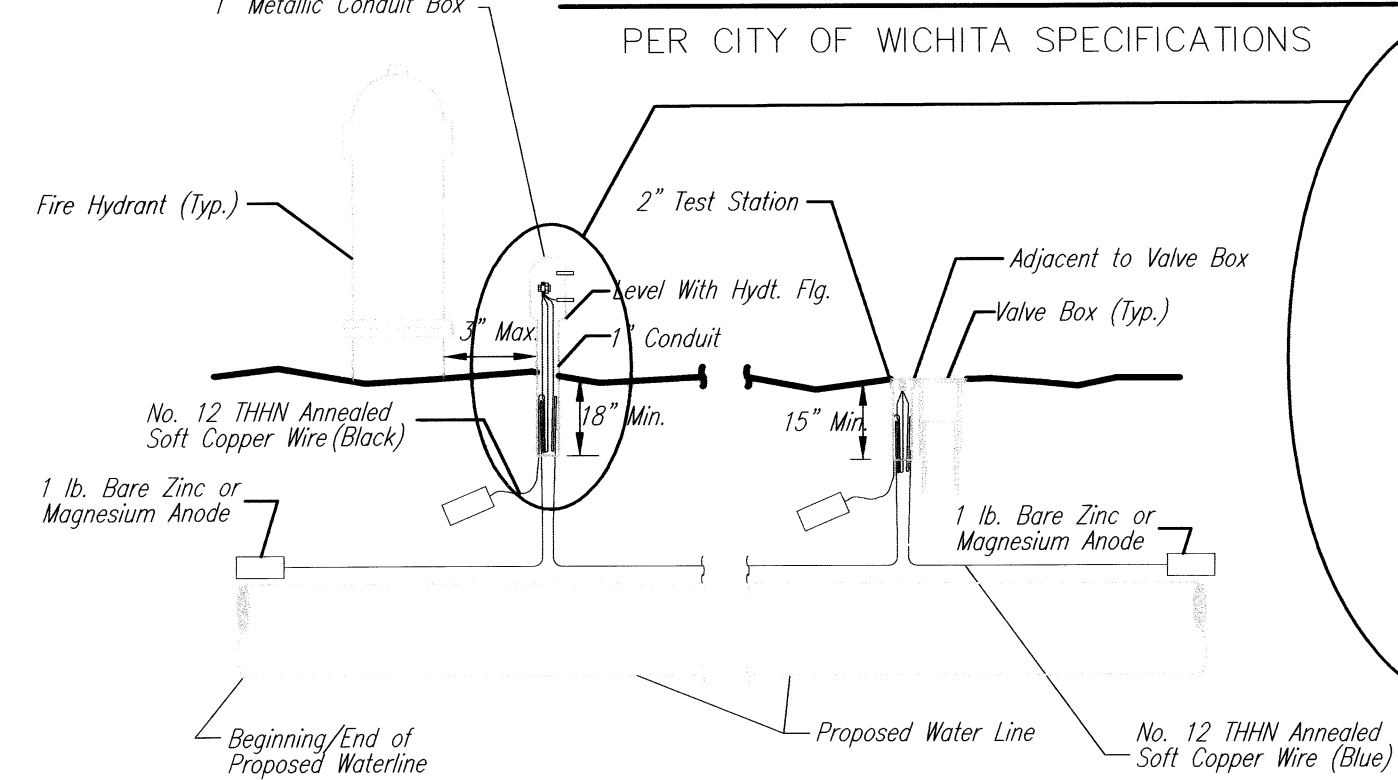 1" Metallic Conduit Box
PER CITY OF WICHITA SPECIFICATIONS
Fire Hydrant (Typ.)
2" Test Station
Adjacent to Valve Box
Level With Hydt. Flg.
Valve Box (Typ.)
3" Max.
1" Conduit
No. 12 THHN Annealed
Soft Copper Wire (Black)
18" Min.
15" Min.
1 lb. Bare Zinc or
Magnesium Anode
1 lb. Bare Zinc or
Magnesium Anode
Beginning/End of
Proposed Waterline
Proposed Water Line
No. 12 THHN Annealed
Soft Copper Wire (Blue)